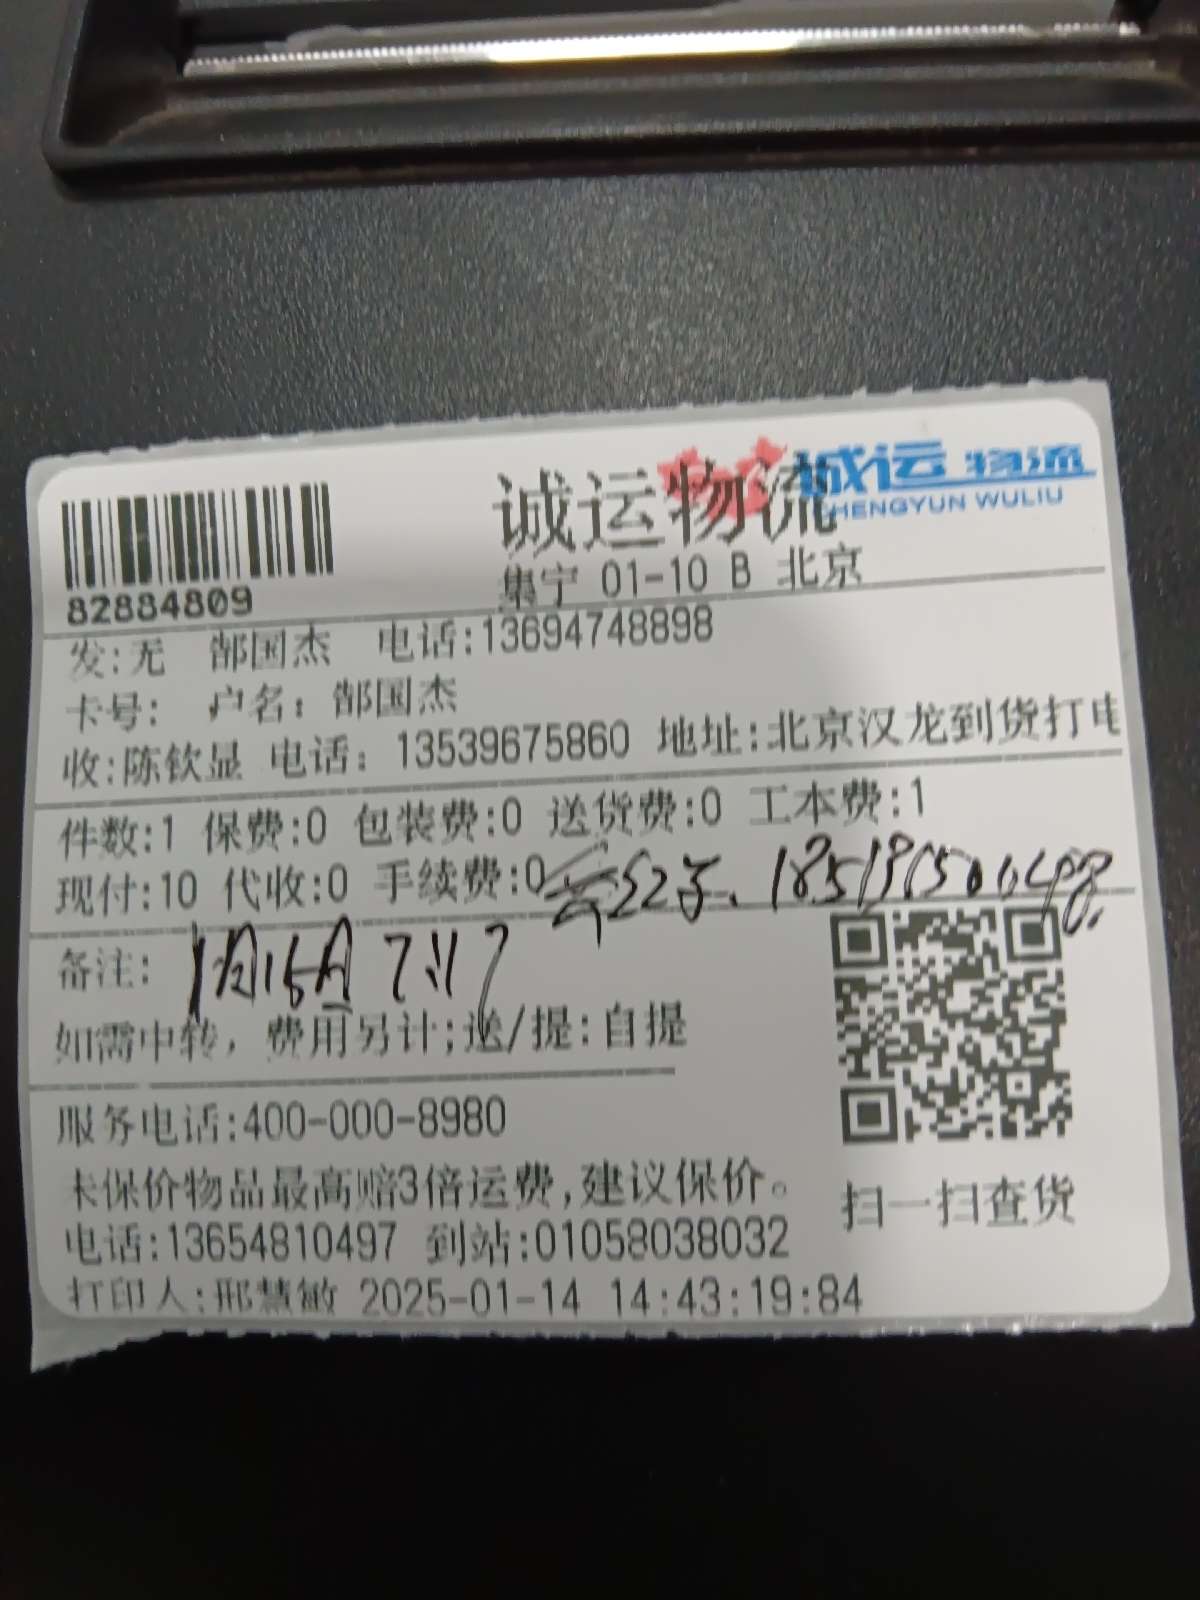 诚运物流
诚运物流
CHENGYUN WULIU
82884809
集宁 01-10 B 北京
发:无 郜国杰 电话:13694748898
卡号: 户名: 郜国杰
收:陈钦显 电话: 13539675860 地址:北京汉龙到货打电
件数:1 保费:0 包装费:0 送货费:0 工本费:1
现付:10 代收:0 手续费:0
备注: 1月15日
如需中转, 费用另计;送/提:自提
服务电话:400-000-8980
未保价物品最高赔3倍运费,建议保价。
扫一扫查货
电话:13654810497 到站:01058038032
打印人:邢慧敏 2025-01-14 14:43:19:84